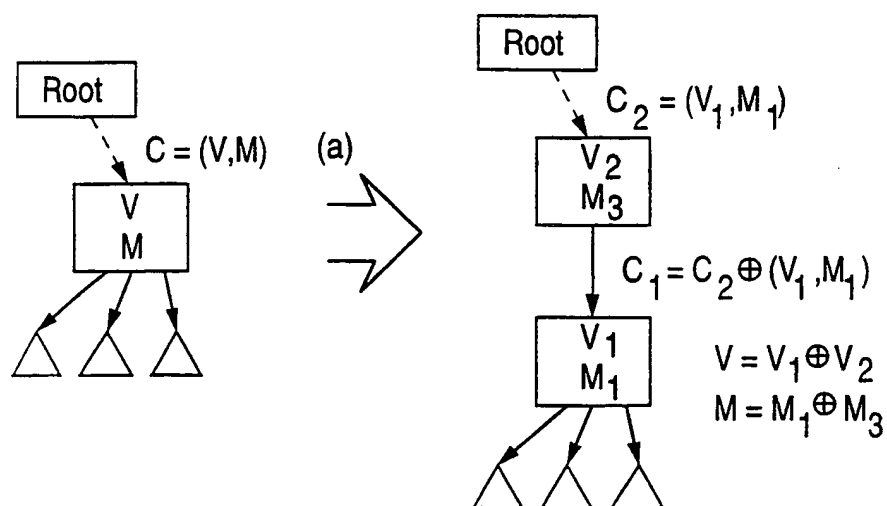 Root
C = (V,M)
V
M
(a)
Root
C₂ = (V₁,M₁)
V₂
M₃
C₁ = C₂ ⊕ (V₁,M₁)
V₁
M₁
V = V₁ ⊕ V₂
M = M₁ ⊕ M₃